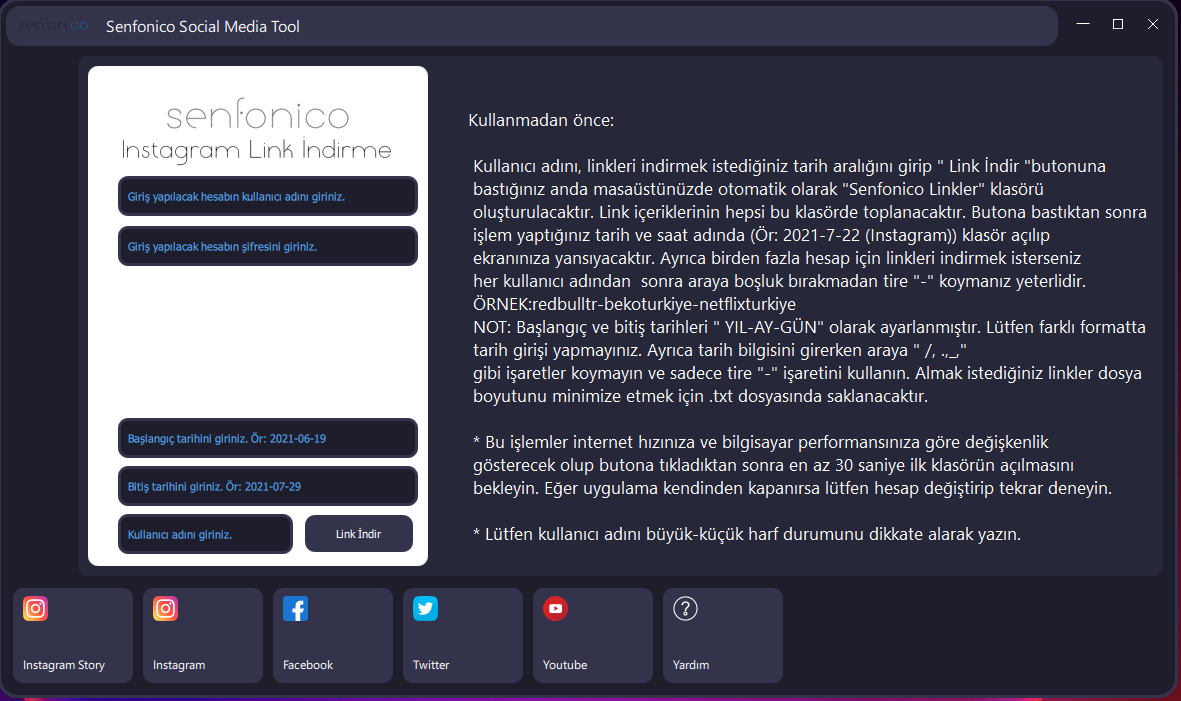 senfonico
Senfonico Social Media Tool
senfonico
Instagram Link İndirme
Giriş yapılacak hesabın kullanıcı adını giriniz.
Giriş yapılacak hesabın şifresini giriniz.
Başlangıç tarihini giriniz. Ör: 2021-06-19
Bitiş tarihini giriniz. Ör: 2021-07-29
Kullanıcı adını giriniz.
Link İndir
Kullanmadan önce:
Kullanıcı adını, linkleri indirmek istediğiniz tarih aralığını girip " Link İndir "butonuna
bastığınız anda masaüstünüzde otomatik olarak "Senfonico Linkler" klasörü
oluşturulacaktır. Link içeriklerinin hepsi bu klasörde toplanacaktır. Butona bastıktan sonra
işlem yaptığınız tarih ve saat adında (Ör: 2021-7-22 (Instagram)) klasör açılıp
ekranınıza yansıyacaktır. Ayrıca birden fazla hesap için linkleri indirmek isterseniz
her kullanıcı adından  sonra araya boşluk bırakmadan tire "-" koymanız yeterlidir.
ÖRNEK:redbulltr-bekoturkiye-netflixturkiye
NOT: Başlangıç ve bitiş tarihleri " YIL-AY-GÜN" olarak ayarlanmıştır. Lütfen farklı formatta
tarih girişi yapmayınız. Ayrıca tarih bilgisini girerken araya " /, .,_,"
gibi işaretler koymayın ve sadece tire "-" işaretini kullanın. Almak istediğiniz linkler dosya
boyutunu minimize etmek için .txt dosyasında saklanacaktır.
* Bu işlemler internet hızınıza ve bilgisayar performansınıza göre değişkenlik
gösterecek olup butona tıkladıktan sonra en az 30 saniye ilk klasörün açılmasını
bekleyin. Eğer uygulama kendinden kapanırsa lütfen hesap değiştirip tekrar deneyin.
* Lütfen kullanıcı adını büyük-küçük harf durumunu dikkate alarak yazın.
Instagram Story
Instagram
Facebook
Twitter
Youtube
Yardım